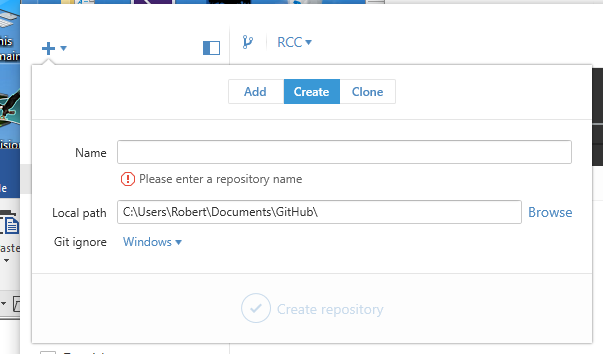 RCC
Add Create Clone
Name
Please enter a repository name
Local path C:\Users\Robert\Documents\GitHub\ Browse
Git ignore Windows
Create repository